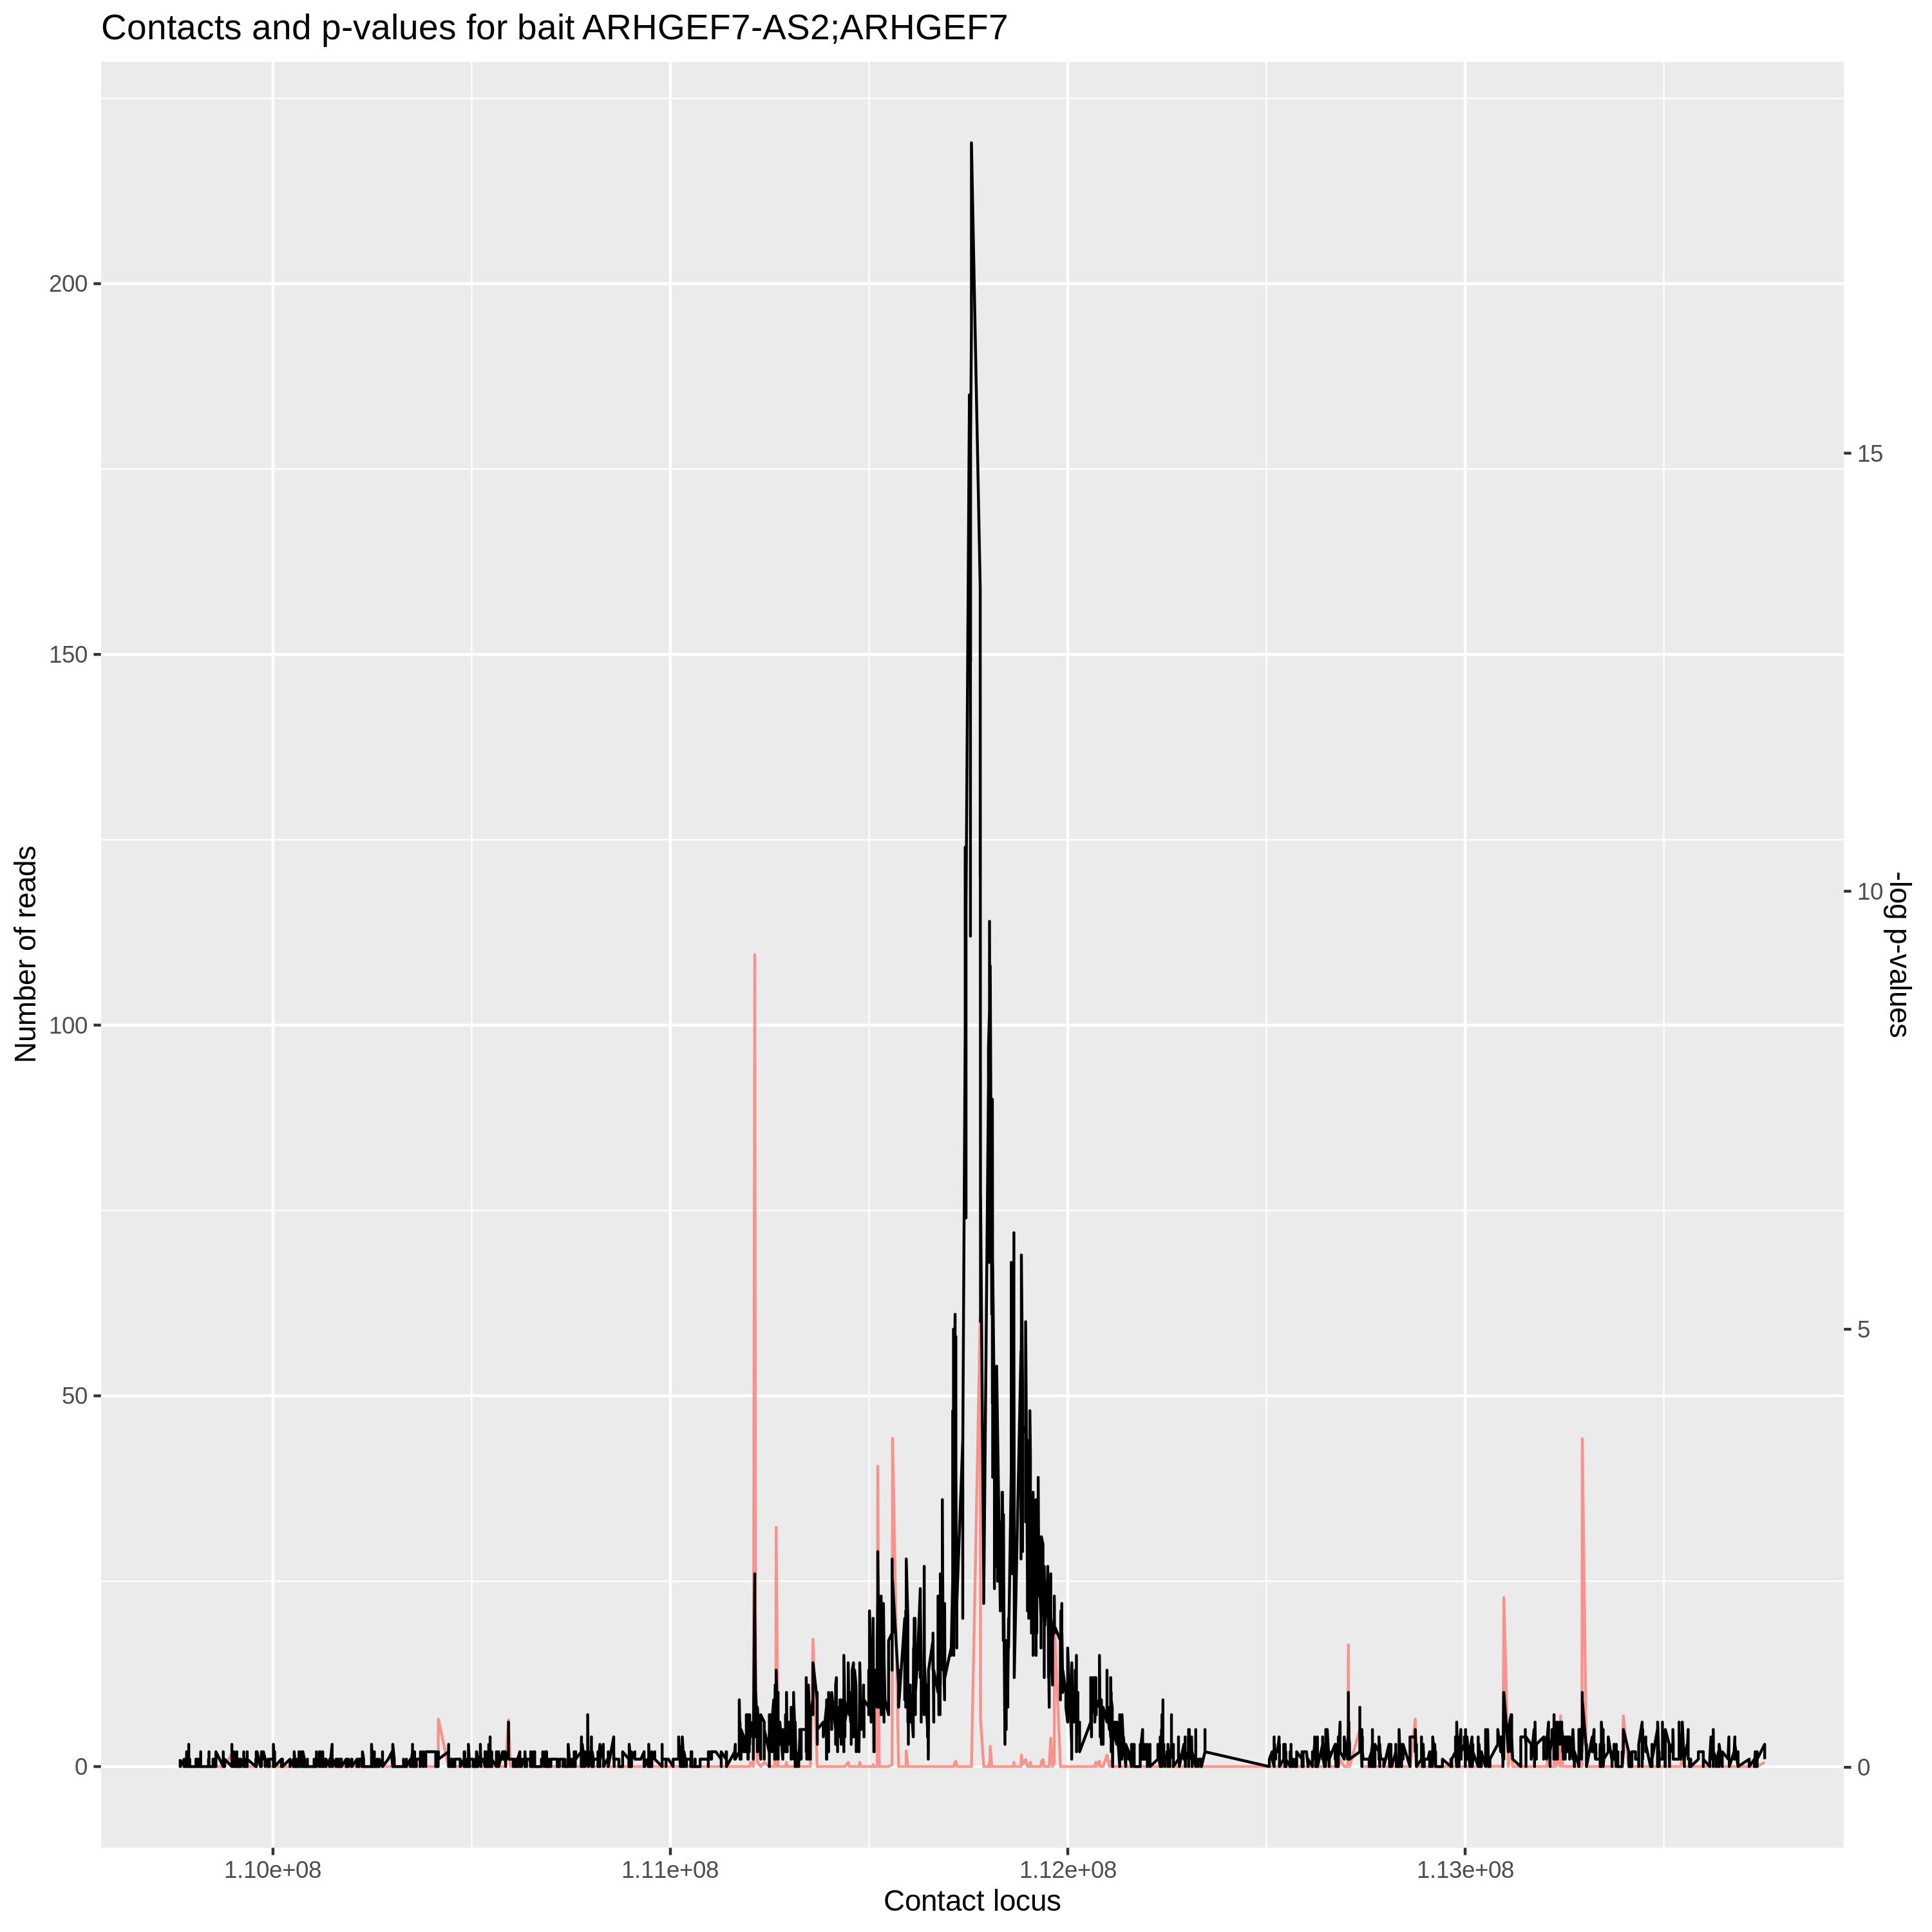 Contacts and p-values for bait ARHGEF7-AS2;ARHGEF7
200
150
100
50
0
Number of reads
15
10
5
0
-log p-values
1.10e+08
1.11e+08
1.12e+08
1.13e+08
Contact locus